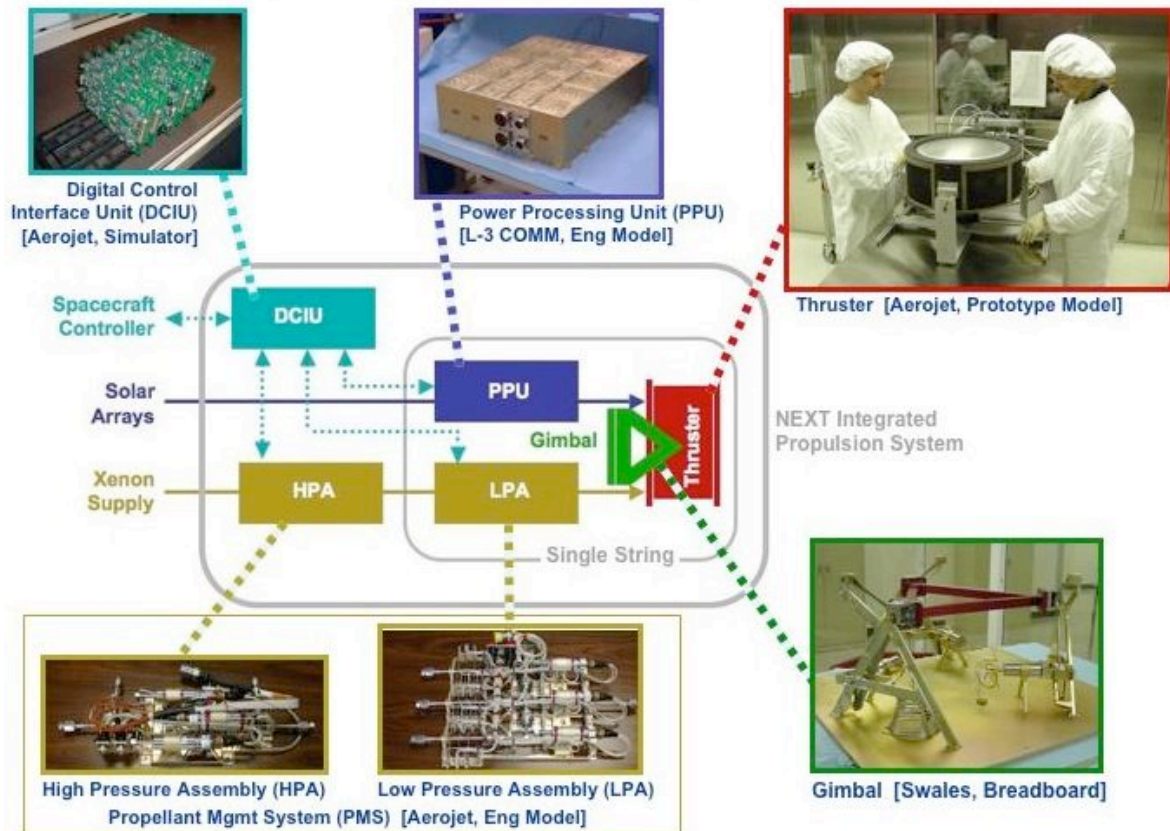 Digital Control
Interface Unit (DCIU)
[Aerojet, Simulator]
Power Processing Unit (PPU)
[L-3 COMM, Eng Model]
Thruster [Aerojet, Prototype Model]
Spacecraft
Controller
DCIU
Solar
Arrays
PPU
Gimbal
Thruster
NEXT Integrated
Propulsion System
Xenon
Supply
HPA
LPA
Single String
High Pressure Assembly (HPA)
Low Pressure Assembly (LPA)
Propellant Mgmt System (PMS) [Aerojet, Eng Model]
Gimbal [Swales, Breadboard]